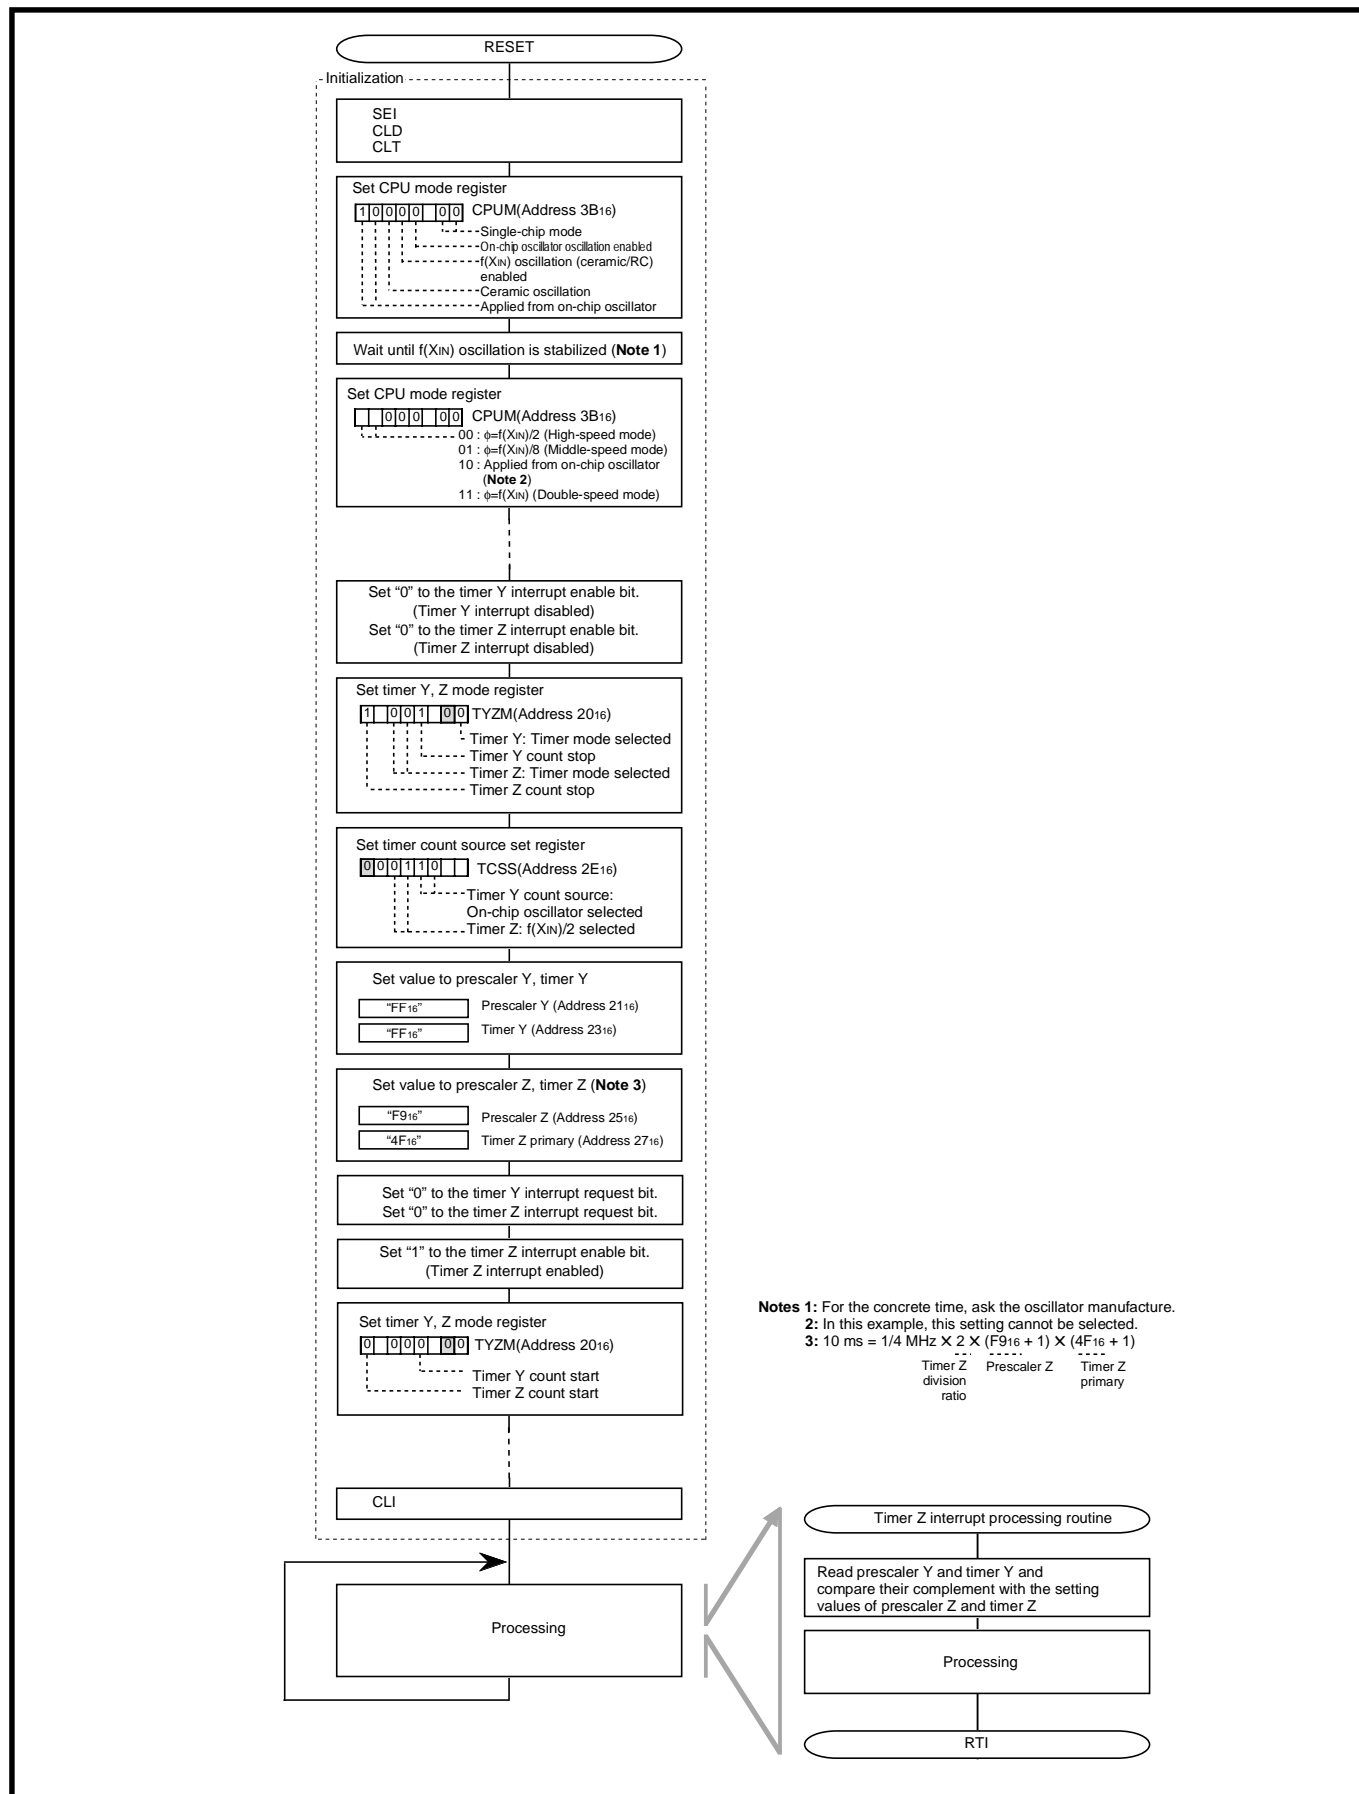 RESET
Initialization
SEI
CLD
CLT
Set CPU mode register
1 0 0 0 0 0 0 CPUM(Address 3B16)
Single-chip mode
On-chip oscillator oscillation enabled
f(XIN) oscillation (ceramic/RC)
enabled
Ceramic oscillation
Applied from on-chip oscillator
Wait until f(XIN) oscillation is stabilized (Note 1)
Set CPU mode register
0 0 0 0 0 CPUM(Address 3B16)
00 : ϕ=f(XIN)/2 (High-speed mode)
01 : ϕ=f(XIN)/8 (Middle-speed mode)
10 : Applied from on-chip oscillator
(Note 2)
11 : ϕ=f(XIN) (Double-speed mode)
Set “0” to the timer Y interrupt enable bit.
(Timer Y interrupt disabled)
Set “0” to the timer Z interrupt enable bit.
(Timer Z interrupt disabled)
Set timer Y, Z mode register
1 0 0 1 0 0 TYZM(Address 2016)
Timer Y: Timer mode selected
Timer Y count stop
Timer Z: Timer mode selected
Timer Z count stop
Set timer count source set register
0 0 0 1 1 0 TCSS(Address 2E16)
Timer Y count source:
On-chip oscillator selected
Timer Z: f(XIN)/2 selected
Set value to prescaler Y, timer Y
“FF16” Prescaler Y (Address 2116)
“FF16” Timer Y (Address 2316)
Set value to prescaler Z, timer Z (Note 3)
“F916” Prescaler Z (Address 2516)
“4F16” Timer Z primary (Address 2716)
Set “0” to the timer Y interrupt request bit.
Set “0” to the timer Z interrupt request bit.
Set “1” to the timer Z interrupt enable bit.
(Timer Z interrupt enabled)
Set timer Y, Z mode register
0 0 0 0 0 0 TYZM(Address 2016)
Timer Y count start
Timer Z count start
CLI
Processing
Notes 1: For the concrete time, ask the oscillator manufacture.
2: In this example, this setting cannot be selected.
3: 10 ms = 1/4 MHz × 2 × (F916 + 1) × (4F16 + 1)
Timer Z Prescaler Z Timer Z
division primary
ratio
Timer Z interrupt processing routine
Read prescaler Y and timer Y and
compare their complement with the setting
values of prescaler Z and timer Z
Processing
RTI